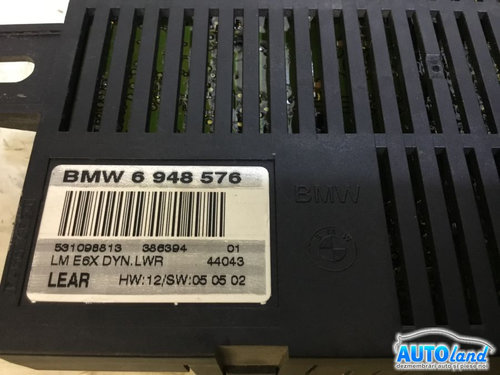 BMW 6 948 576
531098813 386394 01
LM E6X DYN.LWR 44043
LEAR HW:12/SW:05 05 02
BMW
AUTOland
dezmembrări auto și piese noi